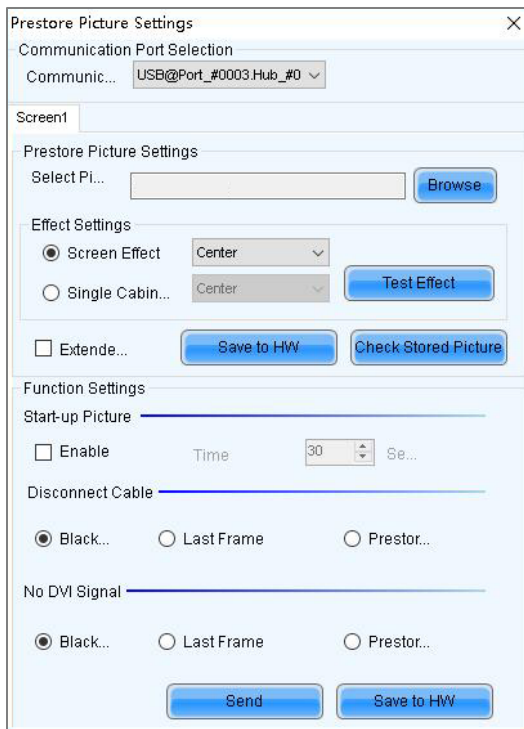 Prestore Picture Settings
Communication Port Selection
Communic... USB@Port_#0003.Hub_#0
Screen1
Prestore Picture Settings
Select Pi... Browse
Effect Settings
Screen Effect Center
Single Cabin... Center Test Effect
Extende... Save to HW Check Stored Picture
Function Settings
Start-up Picture
Enable Time 30 Se...
Disconnect Cable
Black... Last Frame Prestor...
No DVI Signal
Black... Last Frame Prestor...
Send Save to HW